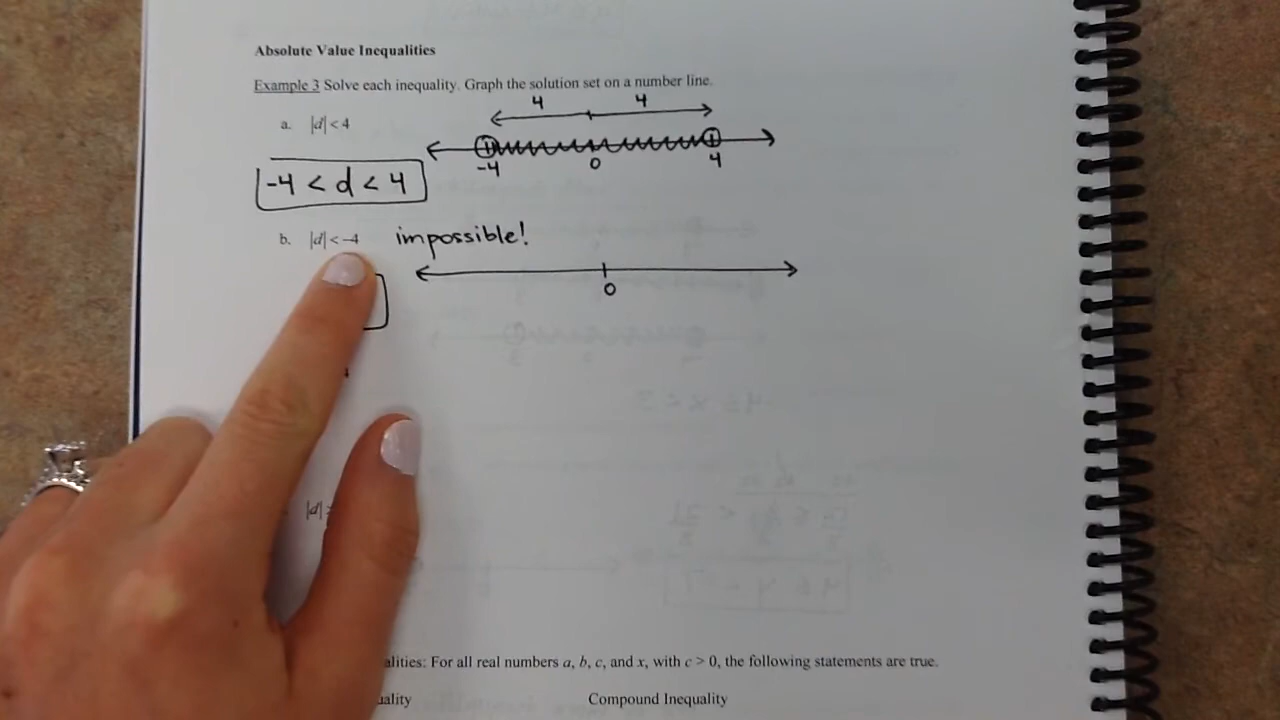 Absolute Value Inequalities
Example 3 Solve each inequality. Graph the solution set on a number line.
4 4
a. |d| < 4
-4 0 4
-4 < d < 4
b. |d| < -4 impossible!
0
|d|
alities: For all real numbers a, b, c, and x, with c > 0, the following statements are true.
uality Compound Inequality